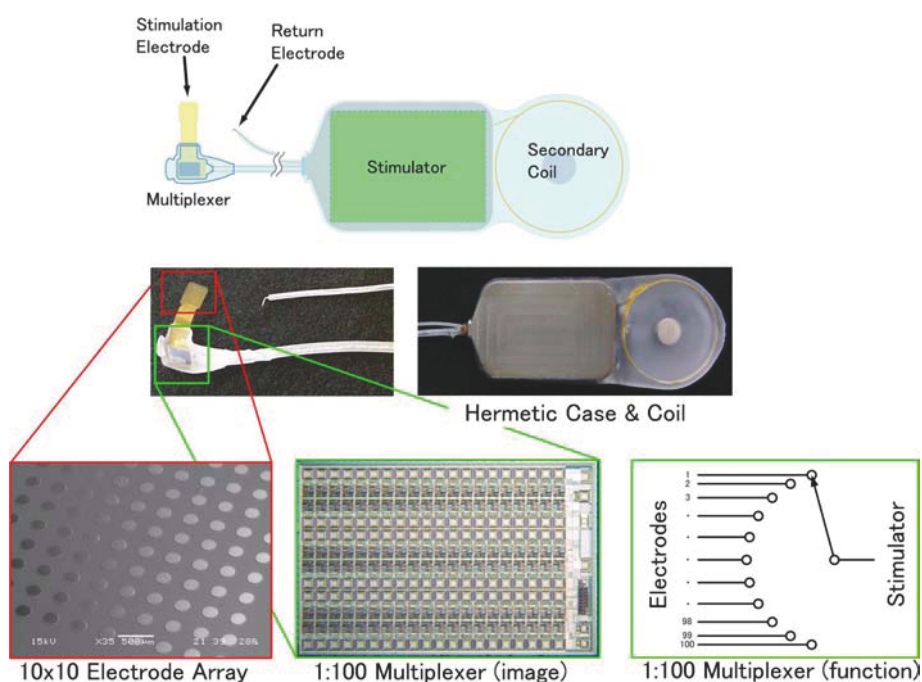 Stimulation
Electrode
Return
Electrode
Stimulator
Secondary
Coil
Multiplexer
Hermetic Case & Coil
1
2
3
-
-
-
-
-
98
99
100
Electrodes
Stimulator
15kV X35 500μm
10x10 Electrode Array
1:100 Multiplexer (image)
1:100 Multiplexer (function)